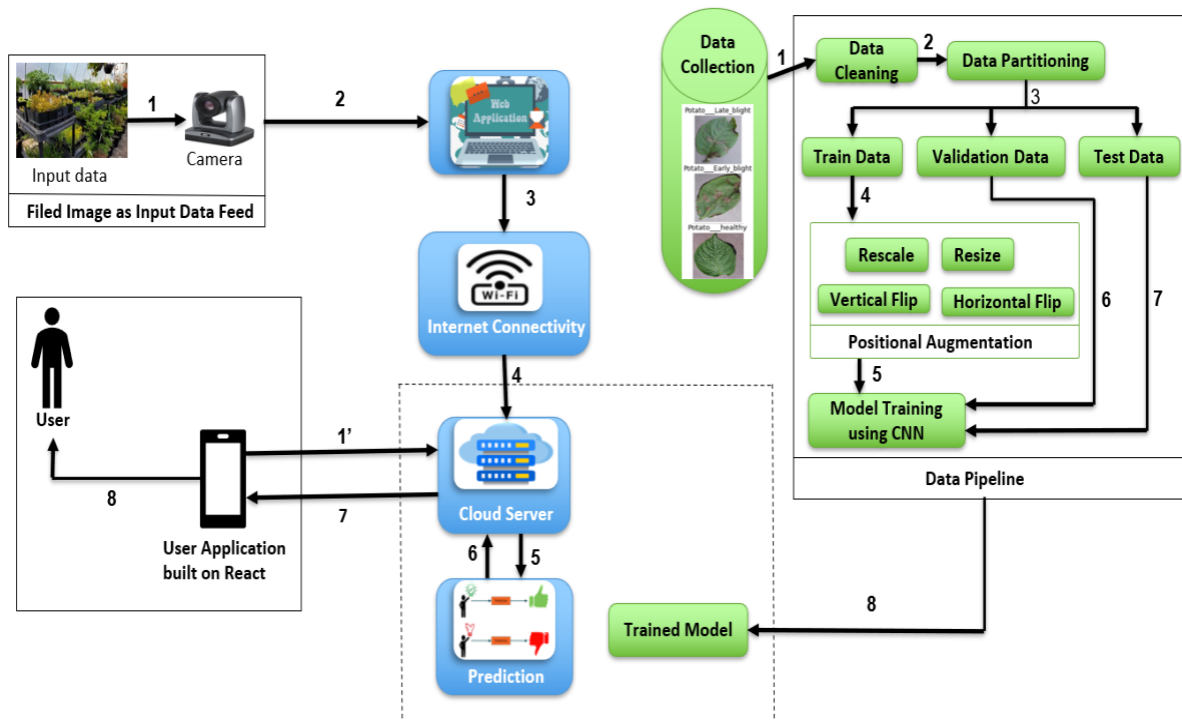 1
Input data
Camera
Filed Image as Input Data Feed
2
Web
Application
3
Wi-Fi
Internet Connectivity
4
Cloud Server
5
6
Prediction
1’
7
8
User
User Application
built on React
Data
Collection
Potato___Late_blight
Potato___Early_blight
Potato___healthy
1
Data
Cleaning
2
Data Partitioning
3
Train Data
Validation Data
Test Data
4
Rescale
Resize
Vertical Flip
Horizontal Flip
Positional Augmentation
5
6
7
Model Training
using CNN
Data Pipeline
8
Trained Model